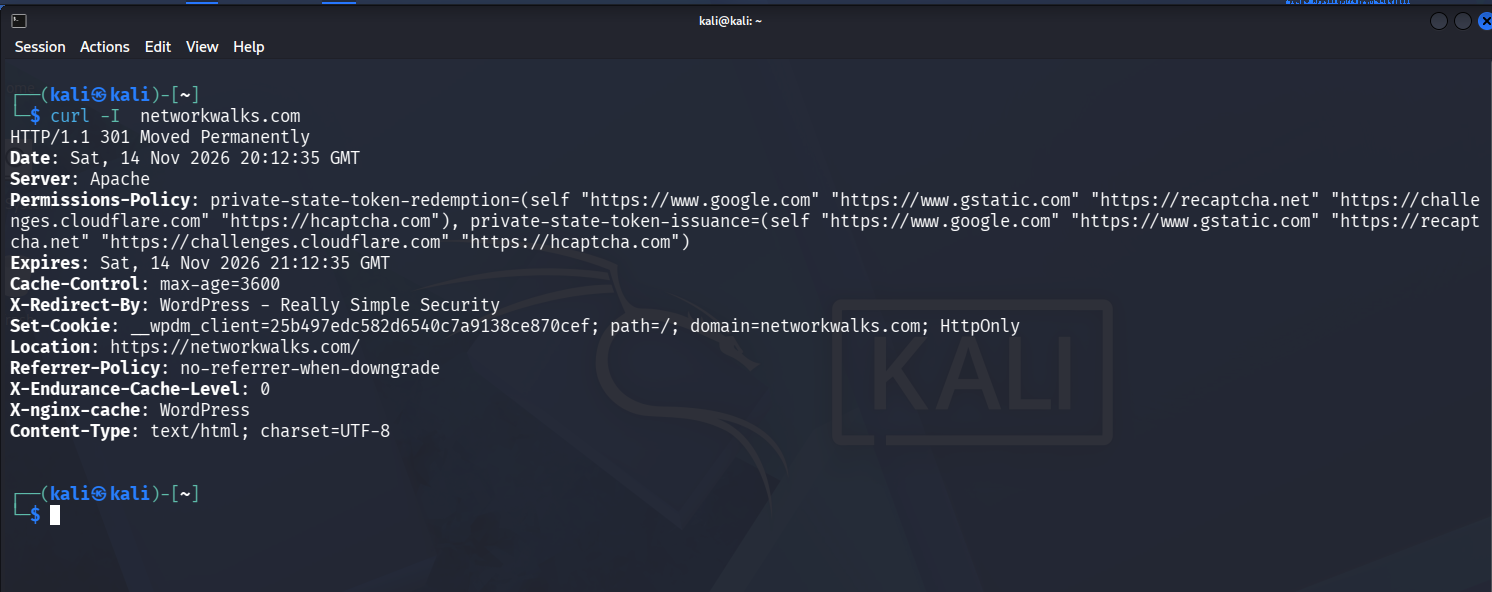 kali@kali: ~
Session Actions Edit View Help
┌──(kali㉿kali)-[~]
└─$ curl -I  networkwalks.com
HTTP/1.1 301 Moved Permanently
Date: Sat, 14 Nov 2026 20:12:35 GMT
Server: Apache
Permissions-Policy: private-state-token-redemption=(self "https://www.google.com" "https://www.gstatic.com" "https://recaptcha.net" "https://challe
nges.cloudflare.com" "https://hcaptcha.com"), private-state-token-issuance=(self "https://www.google.com" "https://www.gstatic.com" "https://recapt
cha.net" "https://challenges.cloudflare.com" "https://hcaptcha.com")
Expires: Sat, 14 Nov 2026 21:12:35 GMT
Cache-Control: max-age=3600
X-Redirect-By: WordPress - Really Simple Security
Set-Cookie: __wpdm_client=25b497edc582d6540c7a9138ce870cef; path=/; domain=networkwalks.com; HttpOnly
Location: https://networkwalks.com/
Referrer-Policy: no-referrer-when-downgrade
X-Endurance-Cache-Level: 0
X-nginx-cache: WordPress
Content-Type: text/html; charset=UTF-8
KALI
┌──(kali㉿kali)-[~]
└─$